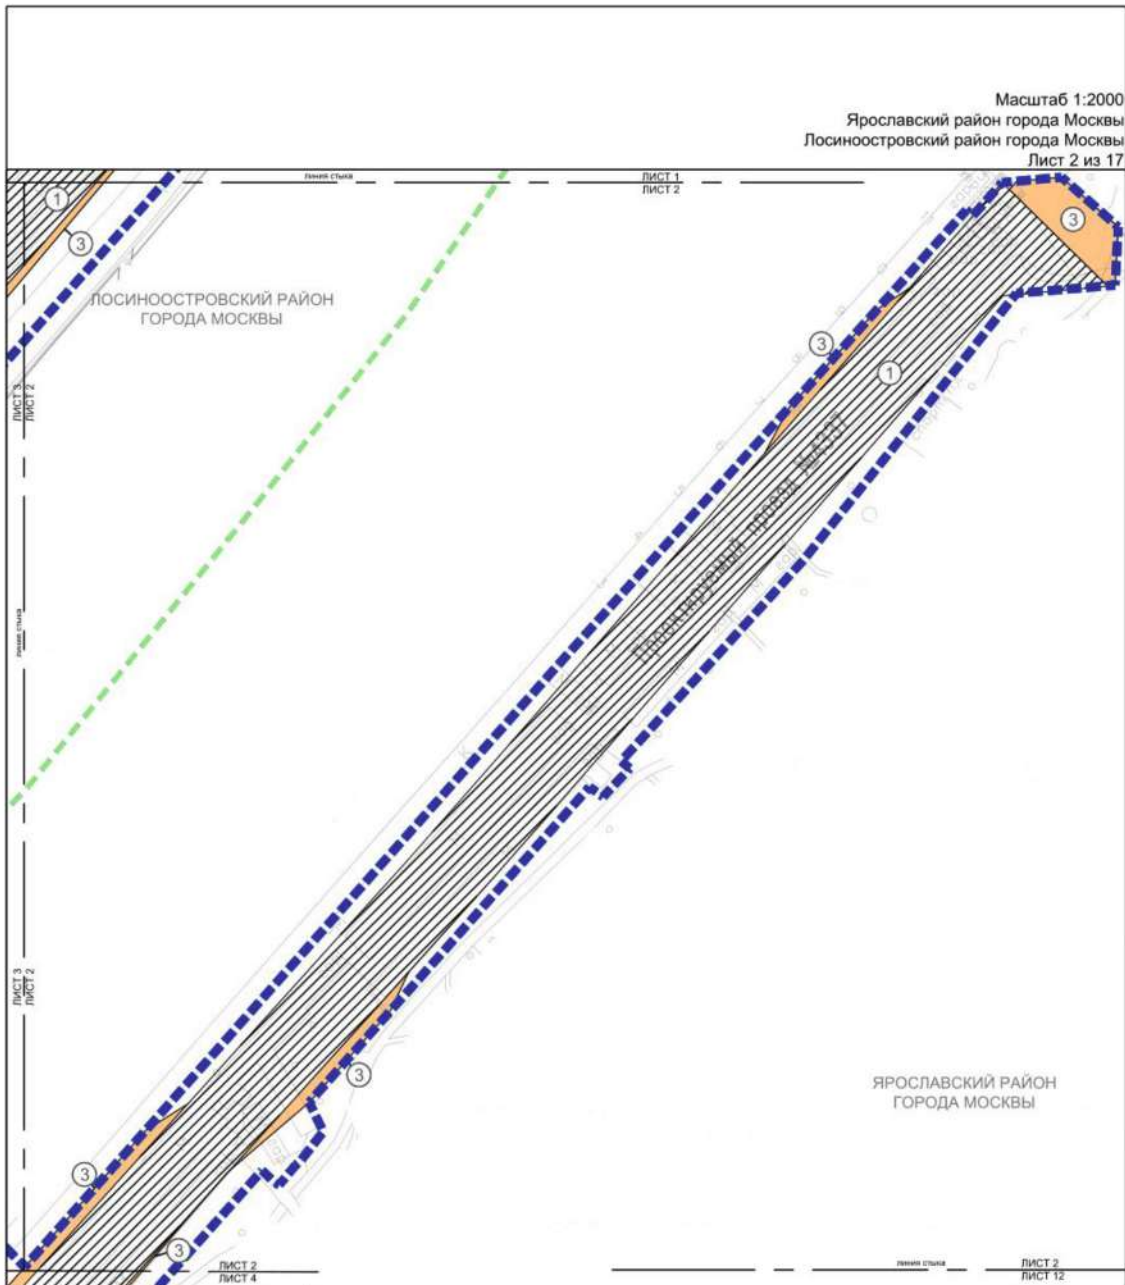 Масштаб 1:2000
Ярославский район города Москвы
Лосиноостровский район города Москвы
Лист 2 из 17
линия стыка
ЛИСТ 1
ЛИСТ 2
1
3
3
ЛОСИНООСТРОВСКИЙ РАЙОН
ГОРОДА МОСКВЫ
3
1
ЛИСТ 3
ЛИСТ 2
Проектируемый проезд №4337
линия стыка
ЛИСТ 3
ЛИСТ 2
3
ЯРОСЛАВСКИЙ РАЙОН
ГОРОДА МОСКВЫ
3
3
ЛИСТ 2
ЛИСТ 4
линия стыка
ЛИСТ 2
ЛИСТ 12